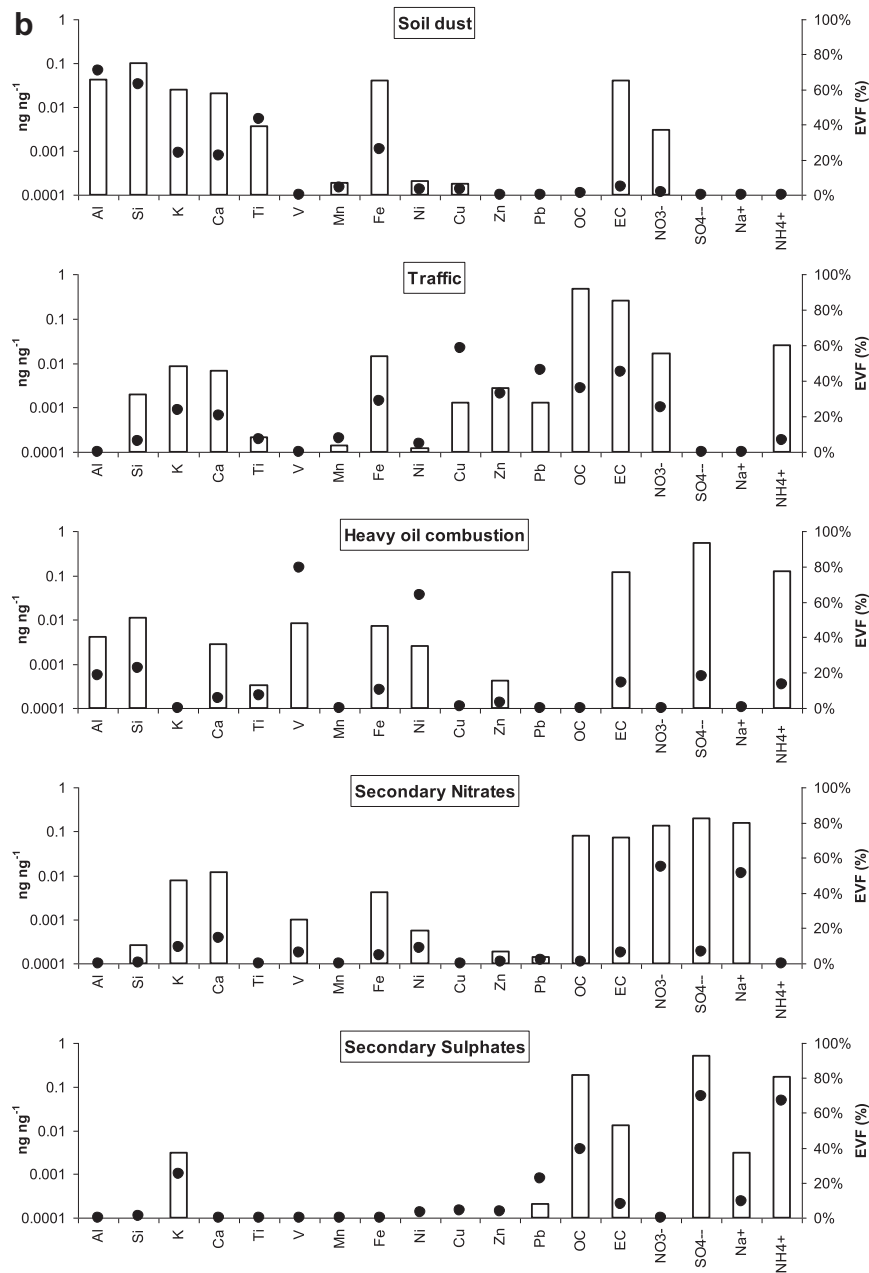 b
Soil dust
1 100%
0.1 80%
0.01 60%
0.001 40%
0.0001 20%
0%
ng ng-1
EVF (%)
Al Si K Ca Ti V Mn Fe Ni Cu Zn Pb OC EC NO3- SO4-- Na+ NH4+
Traffic
1 100%
0.1 80%
0.01 60%
0.001 40%
0.0001 20%
0%
ng ng-1
EVF (%)
Al Si K Ca Ti V Mn Fe Ni Cu Zn Pb OC EC NO3- SO4-- Na+ NH4+
Heavy oil combustion
1 100%
0.1 80%
0.01 60%
0.001 40%
0.0001 20%
0%
ng ng-1
EVF (%)
Al Si K Ca Ti V Mn Fe Ni Cu Zn Pb OC EC NO3- SO4-- Na+ NH4+
Secondary Nitrates
1 100%
0.1 80%
0.01 60%
0.001 40%
0.0001 20%
0%
ng ng-1
EVF (%)
Al Si K Ca Ti V Mn Fe Ni Cu Zn Pb OC EC NO3- SO4-- Na+ NH4+
Secondary Sulphates
1 100%
0.1 80%
0.01 60%
0.001 40%
0.0001 20%
0%
ng ng-1
EVF (%)
Al Si K Ca Ti V Mn Fe Ni Cu Zn Pb OC EC NO3- SO4-- Na+ NH4+